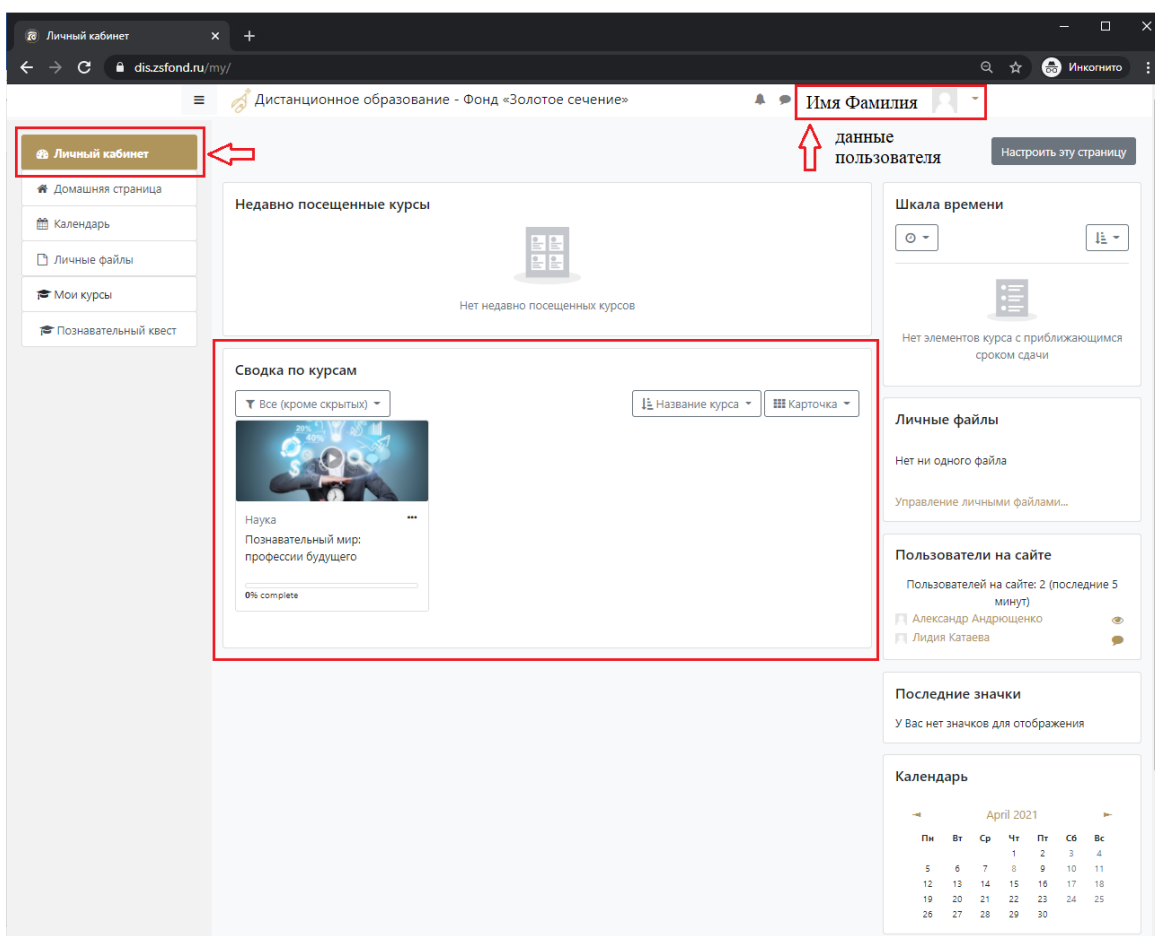 Личный кабинет
dis.zsfond.ru/my/
Инкогнито
Дистанционное образование - Фонд «Золотое сечение»
Имя Фамилия
данные
пользователя
Настроить эту страницу
Личный кабинет
Домашняя страница
Календарь
Личные файлы
Мои курсы
Познавательный квест
Недавно посещенные курсы
Нет недавно посещенных курсов
Сводка по курсам
Все (кроме скрытых)
Название курса
Карточка
20%
40%
Наука
Познавательный мир:
профессии будущего
0% complete
Шкала времени
Нет элементов курса с приближающимся
сроком сдачи
Личные файлы
Нет ни одного файла
Управление личными файлами...
Пользователи на сайте
Пользователей на сайте: 2 (последние 5
минут)
Александр Андрющенко
Лидия Катаева
Последние значки
У Вас нет значков для отображения
Календарь
April 2021
Пн Вт Ср Чт Пт Сб Вс
1 2 3 4
5 6 7 8 9 10 11
12 13 14 15 16 17 18
19 20 21 22 23 24 25
26 27 28 29 30